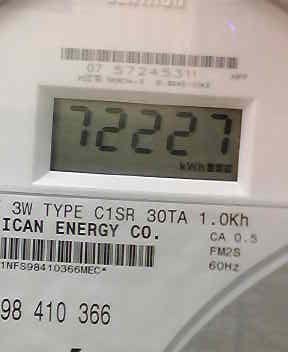 07 57245311
72227
kWh
3W TYPE C1SR 30TA 1.0Kh
ICAN ENERGY CO.
CA 0.5
FM2S
60Hz
1NFS98410366MEC*
98 410 366